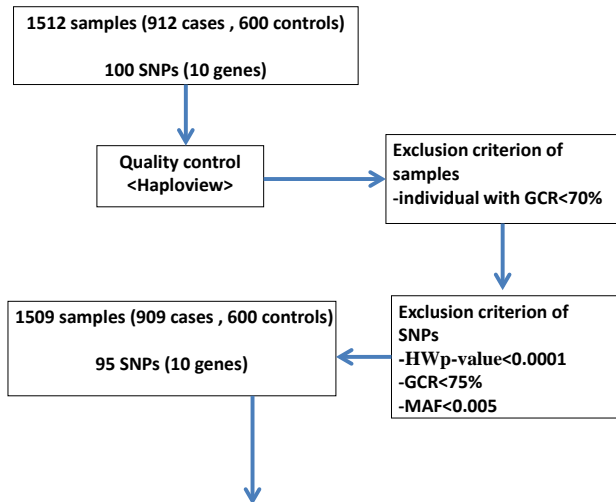 1512 samples (912 cases , 600 controls)
100 SNPs (10 genes)
Quality control
<Haploview>
Exclusion criterion of
samples
-individual with GCR<70%
Exclusion criterion of
SNPs
-HWp-value<0.0001
-GCR<75%
-MAF<0.005
1509 samples (909 cases , 600 controls)
95 SNPs (10 genes)